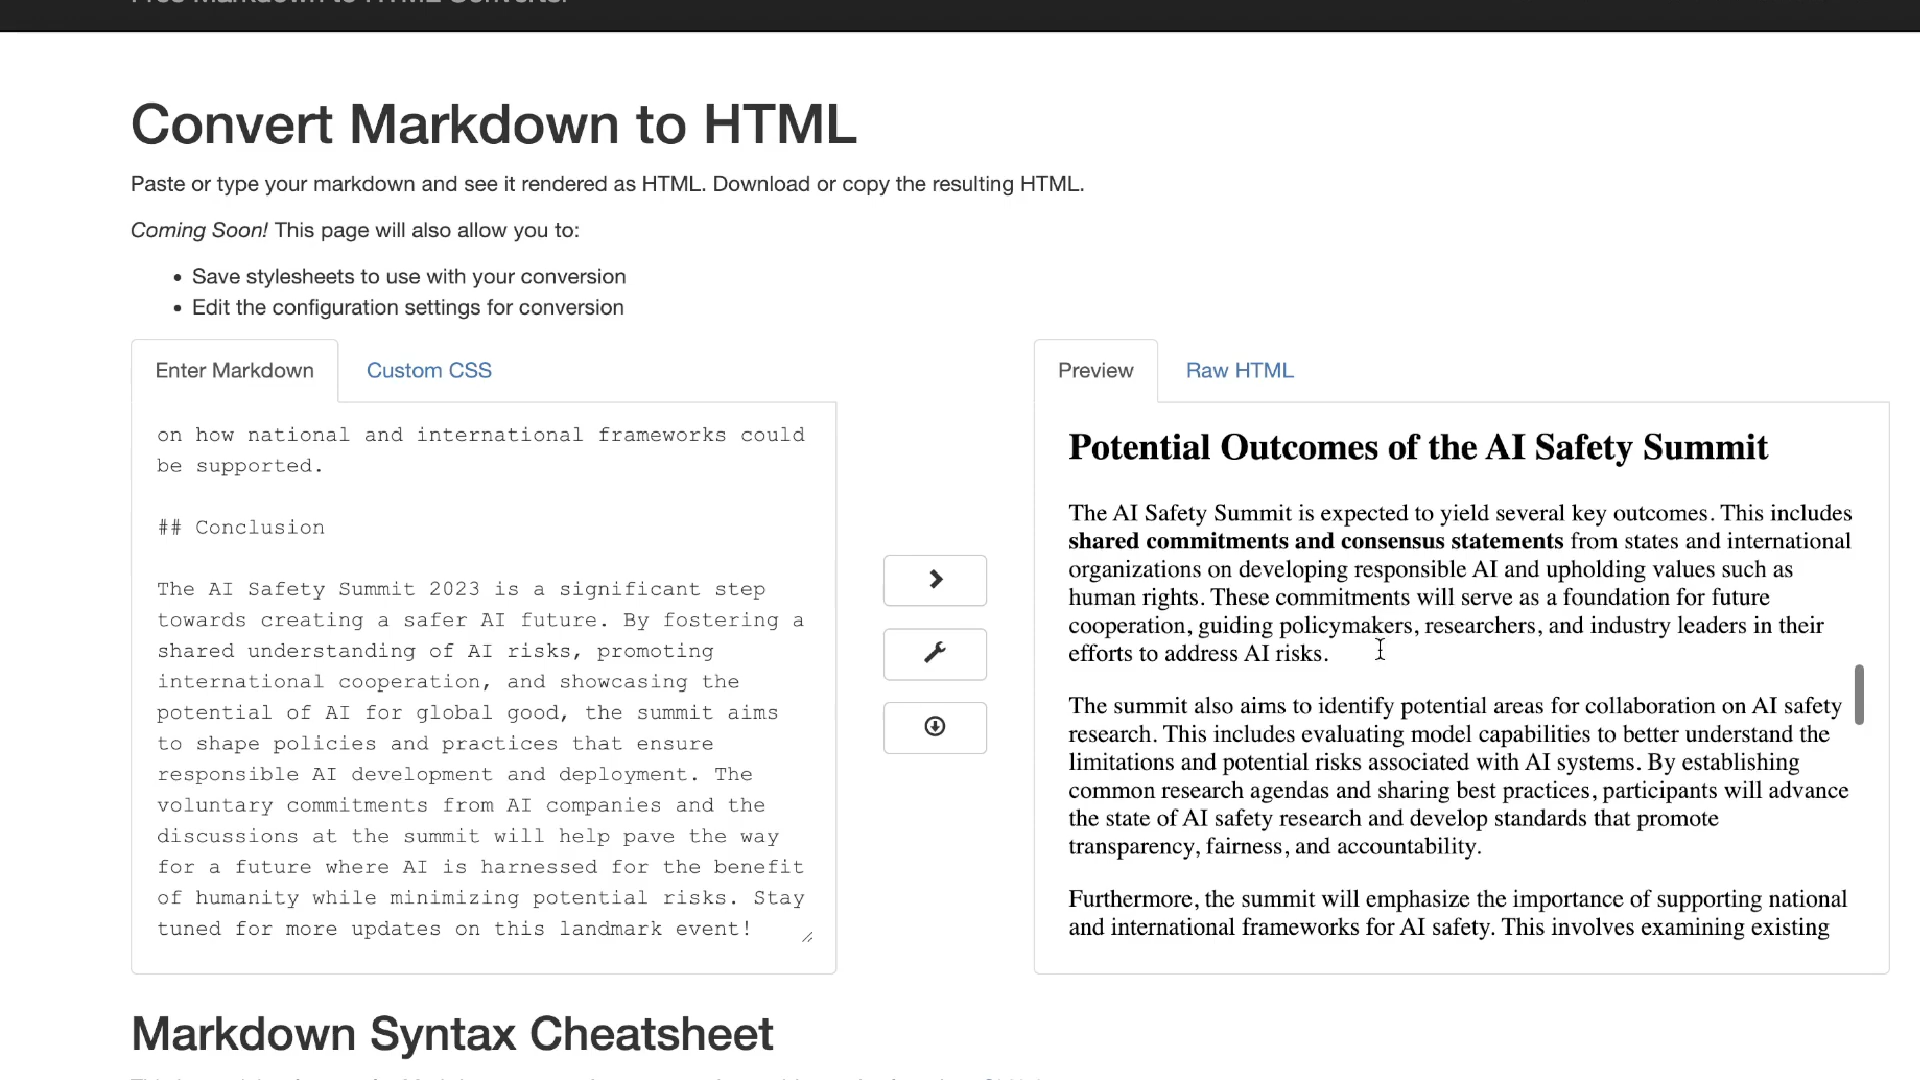 Free Markdown to HTML Converter
Convert Markdown to HTML
Paste or type your markdown and see it rendered as HTML. Download or copy the resulting HTML.
Coming Soon! This page will also allow you to:
• Save stylesheets to use with your conversion
• Edit the configuration settings for conversion
Enter Markdown
Custom CSS
on how national and international frameworks could
be supported.
## Conclusion
The AI Safety Summit 2023 is a significant step
towards creating a safer AI future. By fostering a
shared understanding of AI risks, promoting
international cooperation, and showcasing the
potential of AI for global good, the summit aims
to shape policies and practices that ensure
responsible AI development and deployment. The
voluntary commitments from AI companies and the
discussions at the summit will help pave the way
for a future where AI is harnessed for the benefit
of humanity while minimizing potential risks. Stay
tuned for more updates on this landmark event!
Preview
Raw HTML
Potential Outcomes of the AI Safety Summit
The AI Safety Summit is expected to yield several key outcomes. This includes
shared commitments and consensus statements from states and international
organizations on developing responsible AI and upholding values such as
human rights. These commitments will serve as a foundation for future
cooperation, guiding policymakers, researchers, and industry leaders in their
efforts to address AI risks.
The summit also aims to identify potential areas for collaboration on AI safety
research. This includes evaluating model capabilities to better understand the
limitations and potential risks associated with AI systems. By establishing
common research agendas and sharing best practices, participants will advance
the state of AI safety research and develop standards that promote
transparency, fairness, and accountability.
Furthermore, the summit will emphasize the importance of supporting national
and international frameworks for AI safety. This involves examining existing
Markdown Syntax Cheatsheet